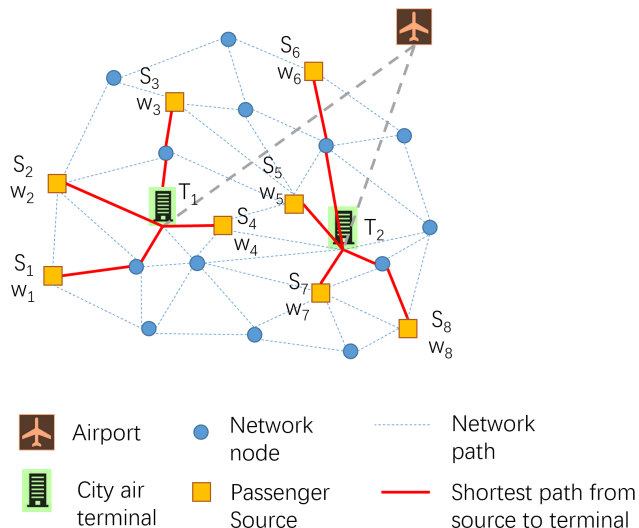 S6
w6
S3
w3
S2
w2
S5
w5
T1
S4
w4
T2
S1
w1
S7
w7
S8
w8
Airport
Network
node
Network
path
City air
terminal
Passenger
Source
Shortest path from
source to terminal